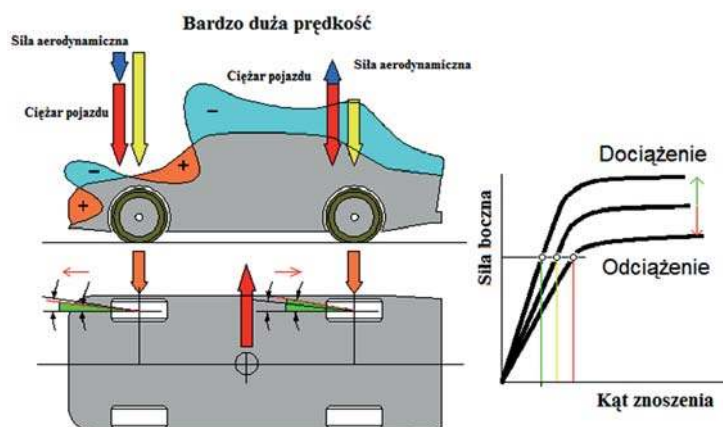 Bardzo duża prędkość
Siła aerodynamiczna
Ciężar pojazdu
Ciężar pojazdu
Siła aerodynamiczna
-
-
+
+
Dociążenie
Siła boczna
Odciążenie
Kąt znoszenia